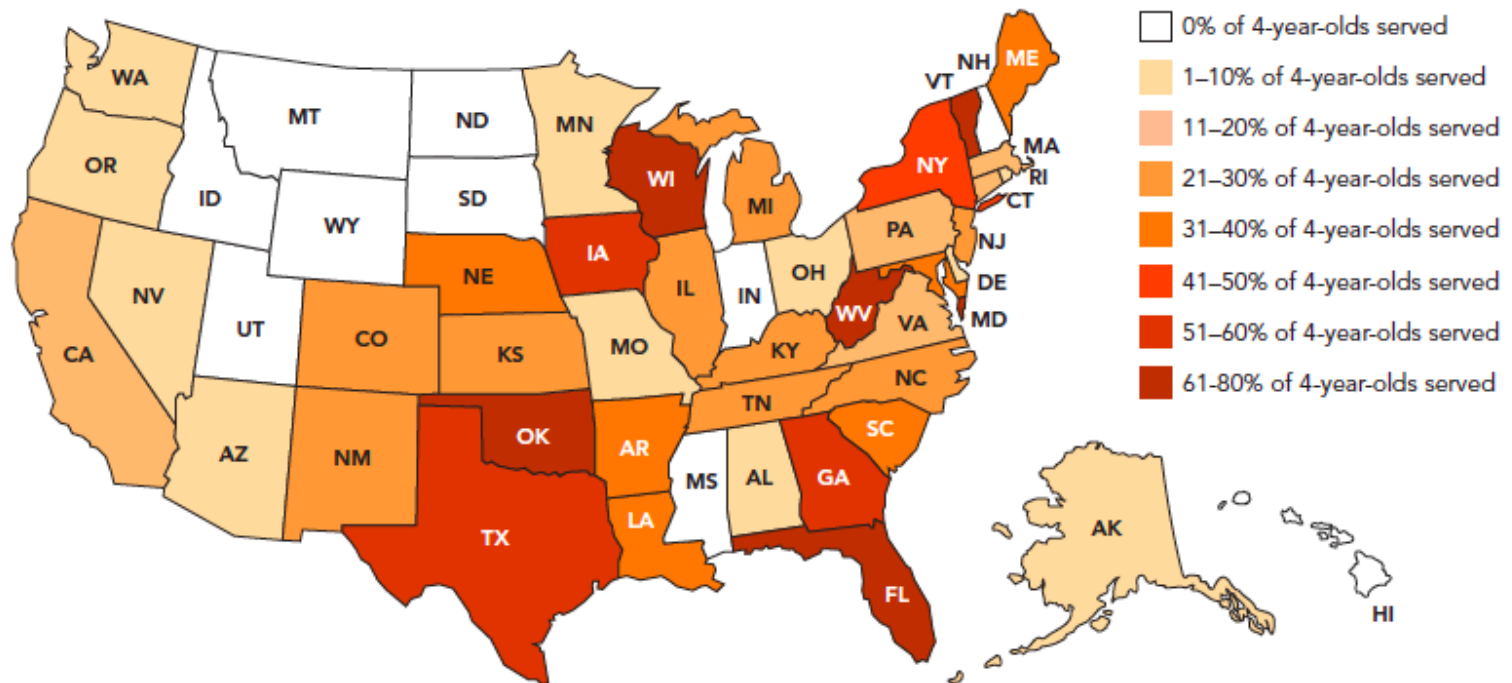 0% of 4-year-olds served
1–10% of 4-year-olds served
11–20% of 4-year-olds served
21–30% of 4-year-olds served
31–40% of 4-year-olds served
41–50% of 4-year-olds served
51–60% of 4-year-olds served
61-80% of 4-year-olds served
WA
MT
ND
MN
VT
NH
ME
OR
ID
SD
WI
MI
NY
MA
RI
CT
WY
NE
IA
PA
NJ
NV
UT
CO
IL
IN
OH
DE
MD
CA
KS
MO
KY
WV
VA
AZ
NM
OK
AR
TN
NC
SC
TX
LA
MS
AL
GA
FL
AK
HI